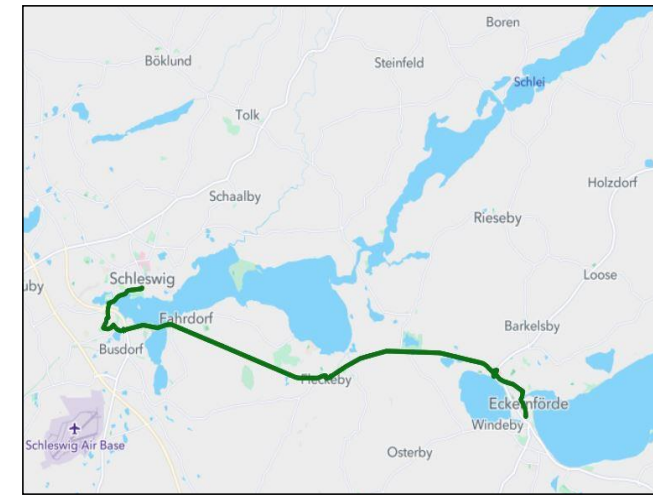 Boren
Böklund
Steinfeld
Schlei
Tolk
Holzdorf
Schaalby
Rieseby
Schleswig
Loose
uby
Fahrdorf
Barkelsby
Busdorf
Fleckeby
Eckernförde
Windeby
Schleswig Air Base
Osterby